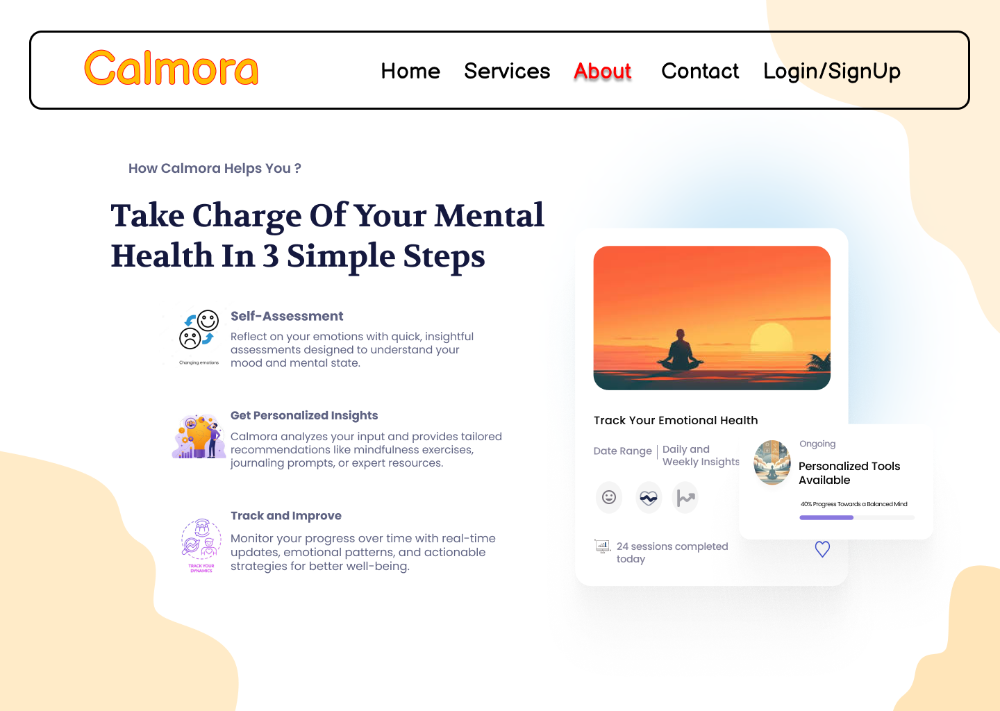 Calmora
Home Services About Contact Login/SignUp
How Calmora Helps You ?
Take Charge Of Your Mental
Health In 3 Simple Steps
Changing emotions
Self-Assessment
Reflect on your emotions with quick, insightful
assessments designed to understand your
mood and mental state.
Get Personalized Insights
Calmora analyzes your input and provides tailored
recommendations like mindfulness exercises,
journaling prompts, or expert resources.
TRACK YOUR
DYNAMICS
Track and Improve
Monitor your progress over time with real-time
updates, emotional patterns, and actionable
strategies for better well-being.
Track Your Emotional Health
Date Range
Daily and
Weekly Insights
24 sessions completed
today
Ongoing
Personalized Tools
Available
40% Progress Towards a Balanced Mind